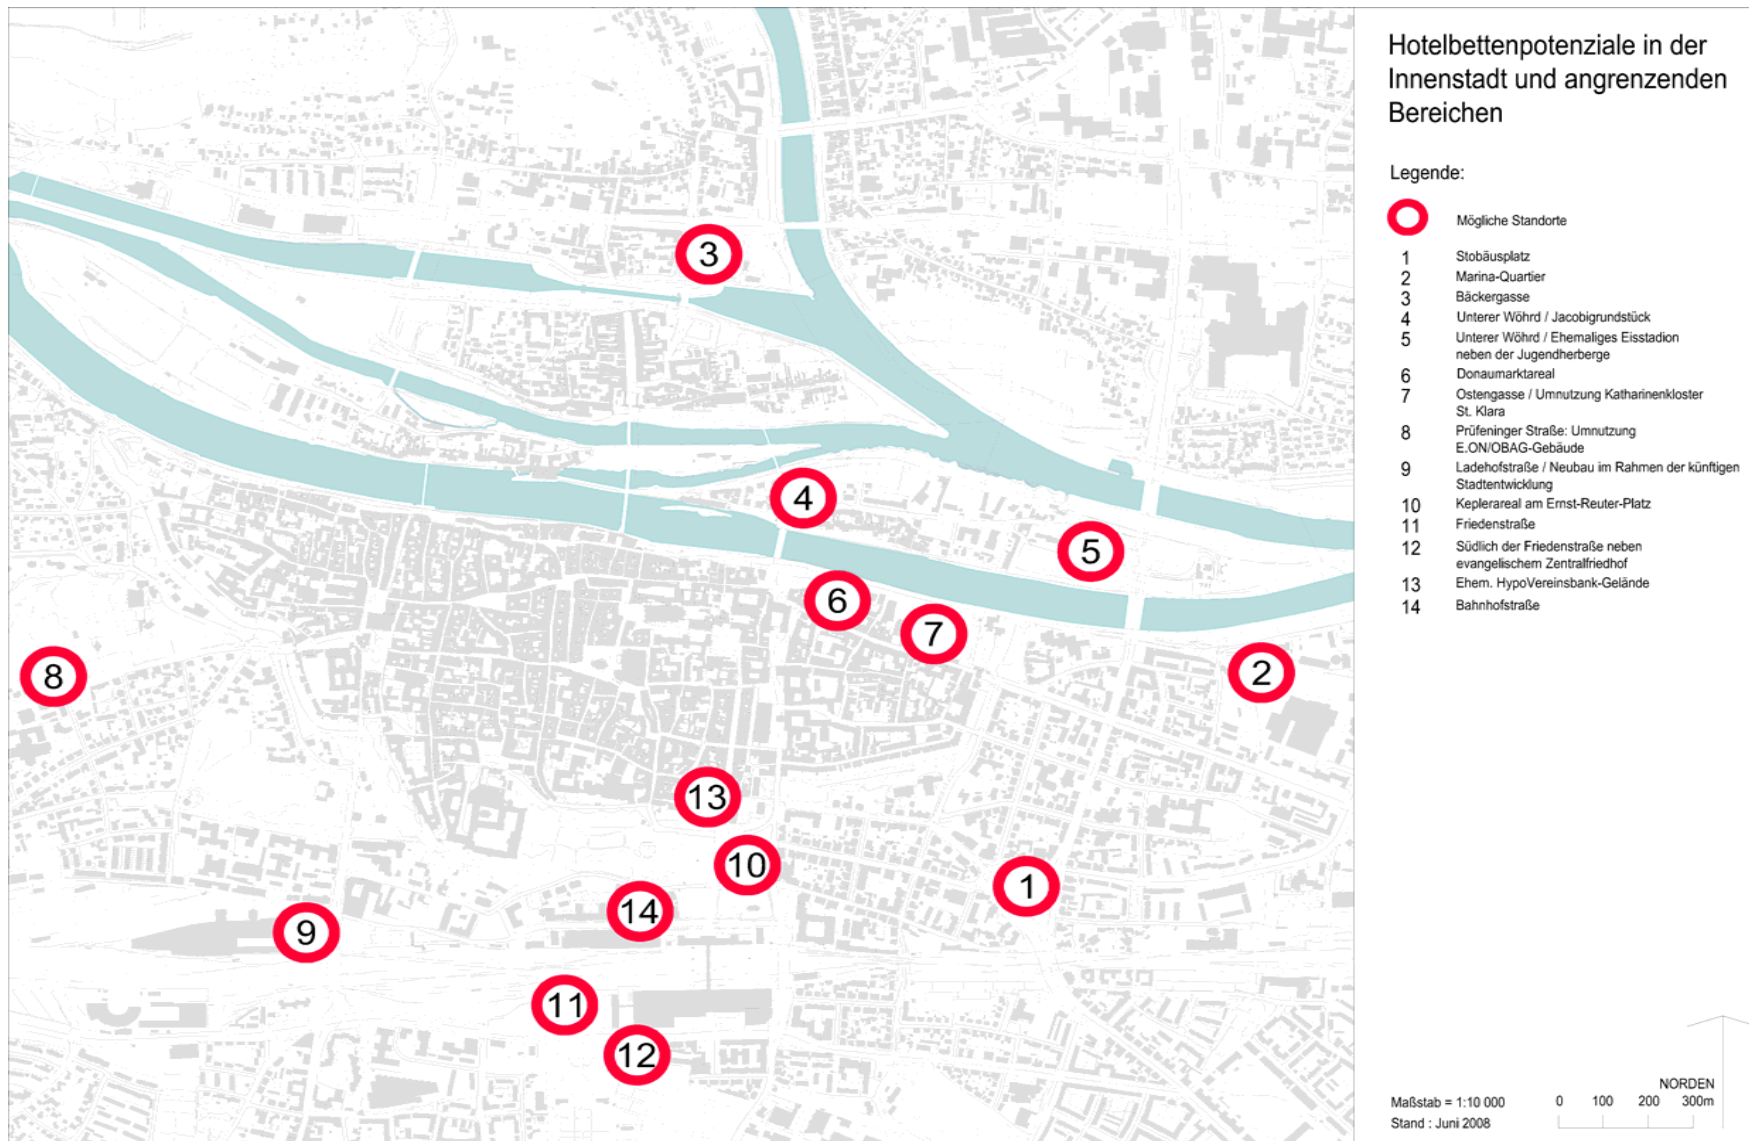 Hotelbettenpotenziale in der
Innenstadt und angrenzenden
Bereichen
Legende:
Mögliche Standorte
1 Stobäusplatz
2 Marina-Quartier
3 Bäckergasse
4 Unterer Wöhrd / Jacobigrundstück
5 Unterer Wöhrd / Ehemaliges Eisstadion
neben der Jugendherberge
6 Donaumarktareal
7 Ostengasse / Umnutzung Katharinenkloster
St. Klara
8 Prüfeninger Straße: Umnutzung
E.ON/OBAG-Gebäude
9 Ladehofstraße / Neubau im Rahmen der künftigen
Stadtentwicklung
10 Keplerareal am Ernst-Reuter-Platz
11 Friedenstraße
12 Südlich der Friedenstraße neben
evangelischem Zentralfriedhof
13 Ehem. HypoVereinsbank-Gelände
14 Bahnhofstraße
3
4
5
6
7
8
2
13
10
1
14
9
11
12
NORDEN
Maßstab = 1:10 000
0 100 200 300m
Stand : Juni 2008